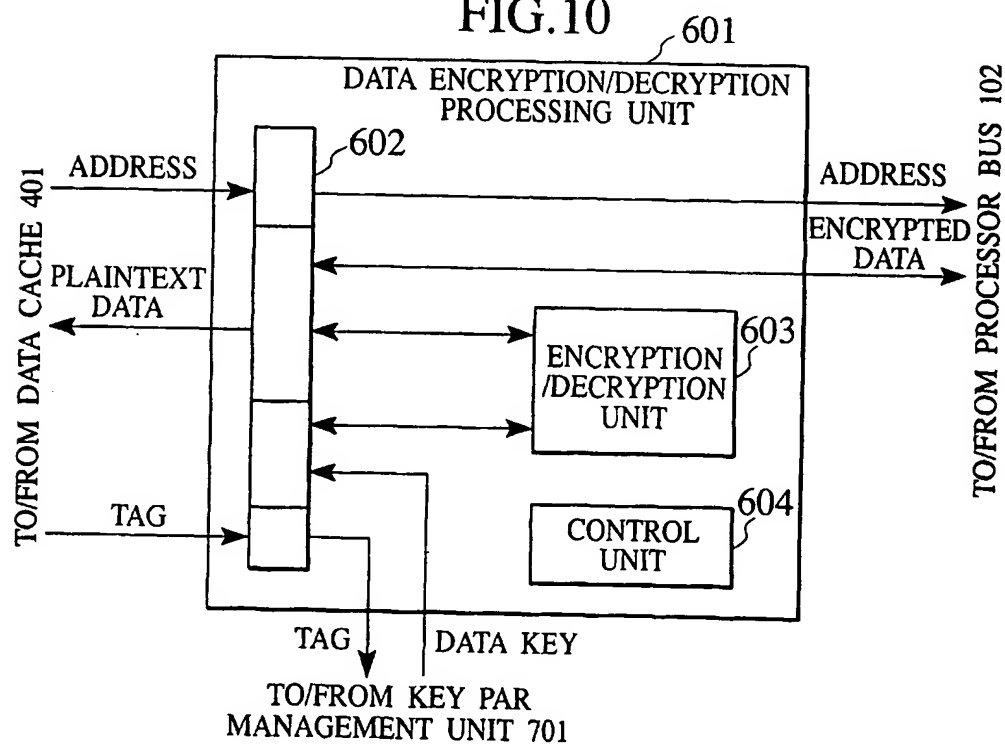 FIG.10
601
DATA ENCRYPTION/DECRYPTION
PROCESSING UNIT
602
ADDRESS
ADDRESS
ENCRYPTED
DATA
PLAINTEXT
DATA
603
ENCRYPTION
/DECRYPTION
UNIT
604
CONTROL
UNIT
TAG
TAG
DATA KEY
TO/FROM KEY PAR
MANAGEMENT UNIT 701
TO/FROM DATA CACHE 401
TO/FROM PROCESSOR BUS 102